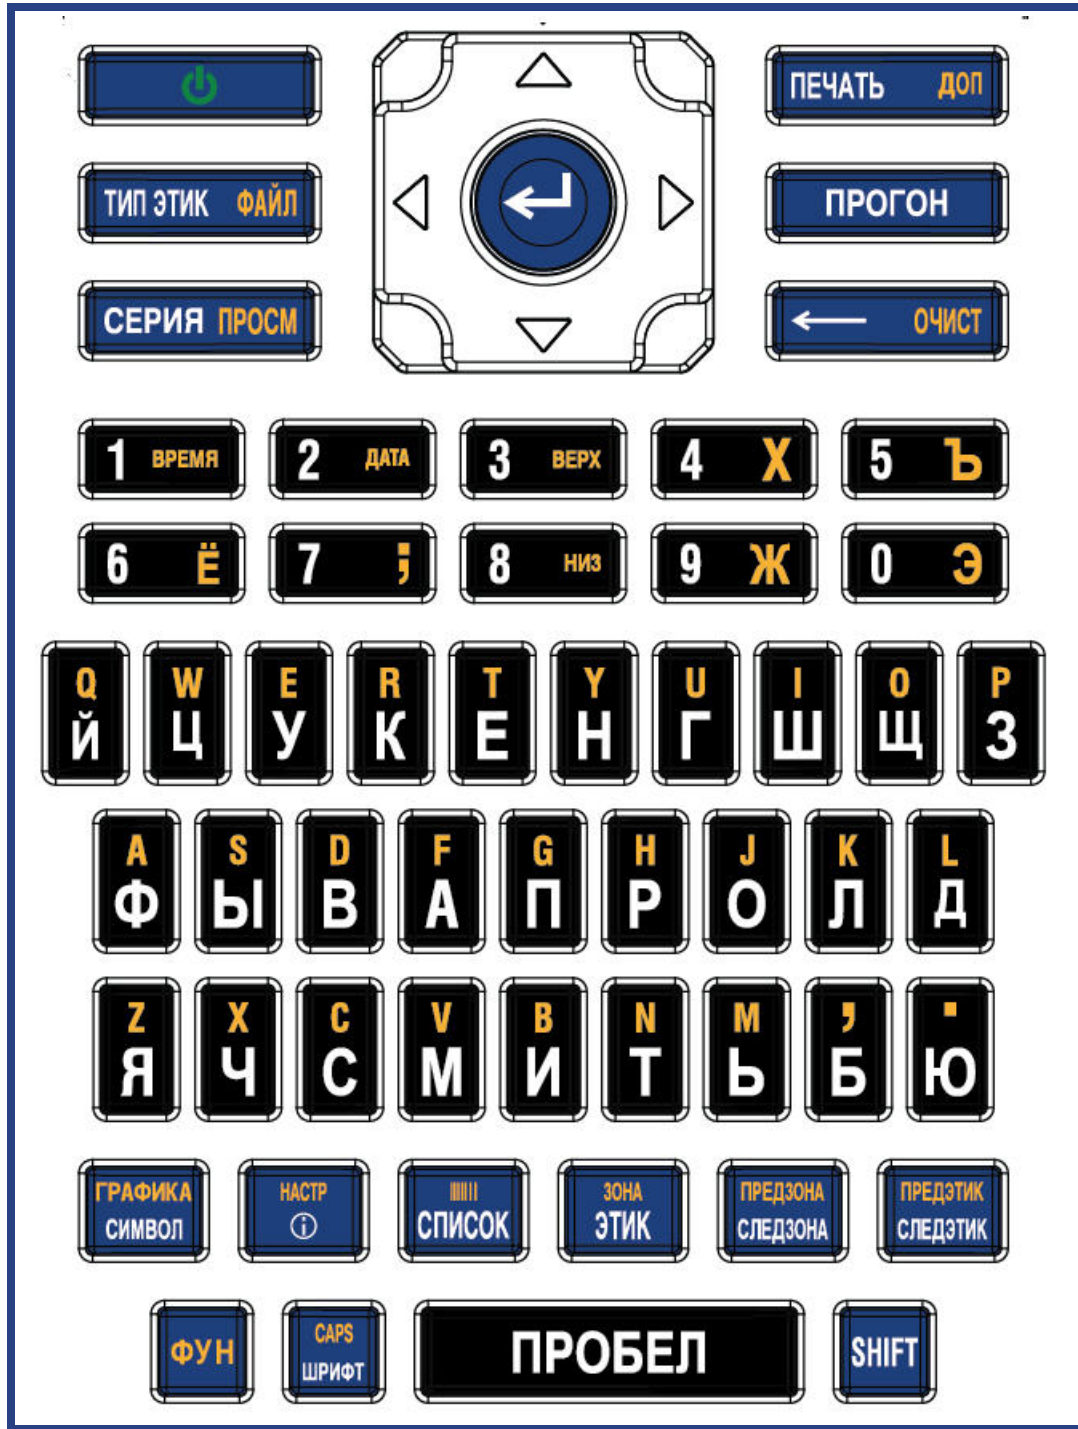 ПЕЧАТЬ ДОП
ТИП ЭТИК ФАЙЛ
ПРОГОН
СЕРИЯ ПРОСМ
ОЧИСТ
1 ВРЕМЯ 2 ДАТА 3 ВЕРХ 4 Х 5 Ъ
6 Ё 7 ; 8 НИЗ 9 Ж 0 Э
Q W E R T Y U I O P
Й Ц У К Е Н Г Ш Щ З
A S D F G H J K L
Ф Ы В А П Р О Л Д
Z X C V B N M , .
Я Ч С М И Т Ь Б Ю
ГРАФИКА НАСТР ЗОНА ПРЕДЗОНА ПРЕДЭТИК
СИМВОЛ i СПИСОК ЭТИК СЛЕДЗОНА СЛЕДЭТИК
ФУН CAPS ПРОБЕЛ SHIFT
ШРИФТ